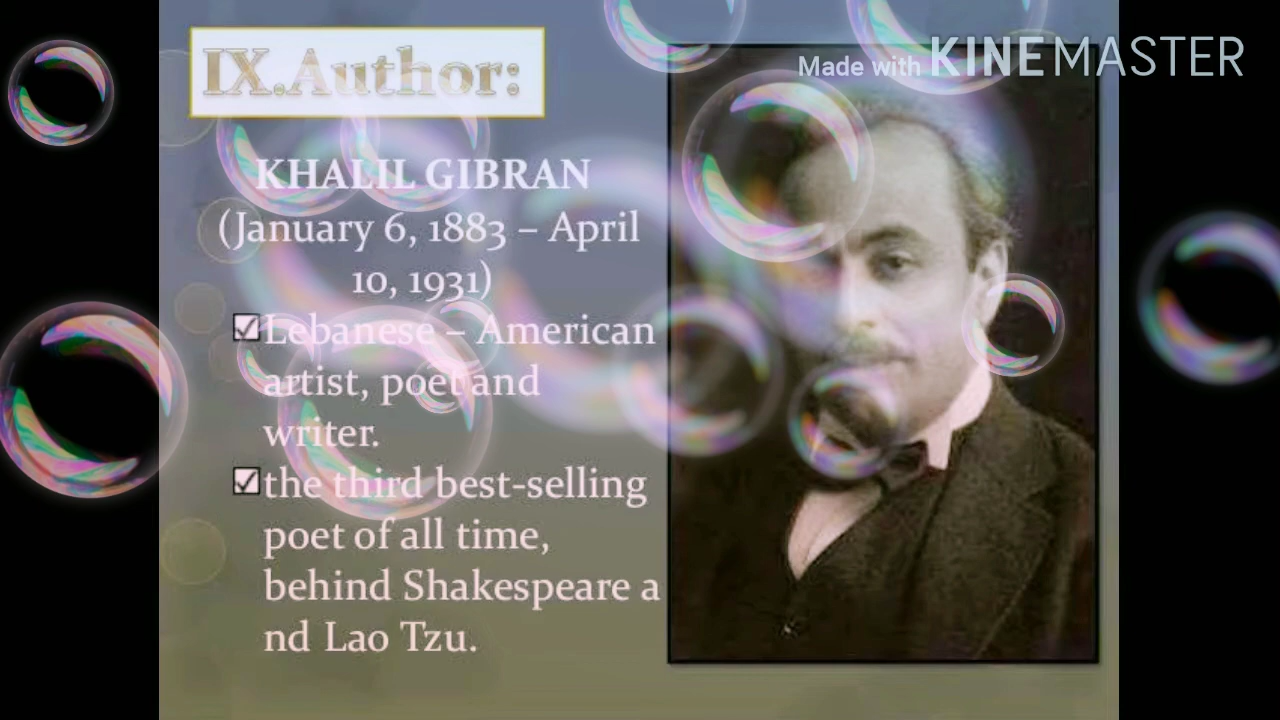 IX.Author:
Made with KINEMASTER
KHALIL GIBRAN
(January 6, 1883 – April
10, 1931)
Lebanese – American
artist, poet and
writer.
the third best-selling
poet of all time,
behind Shakespeare a
nd Lao Tzu.